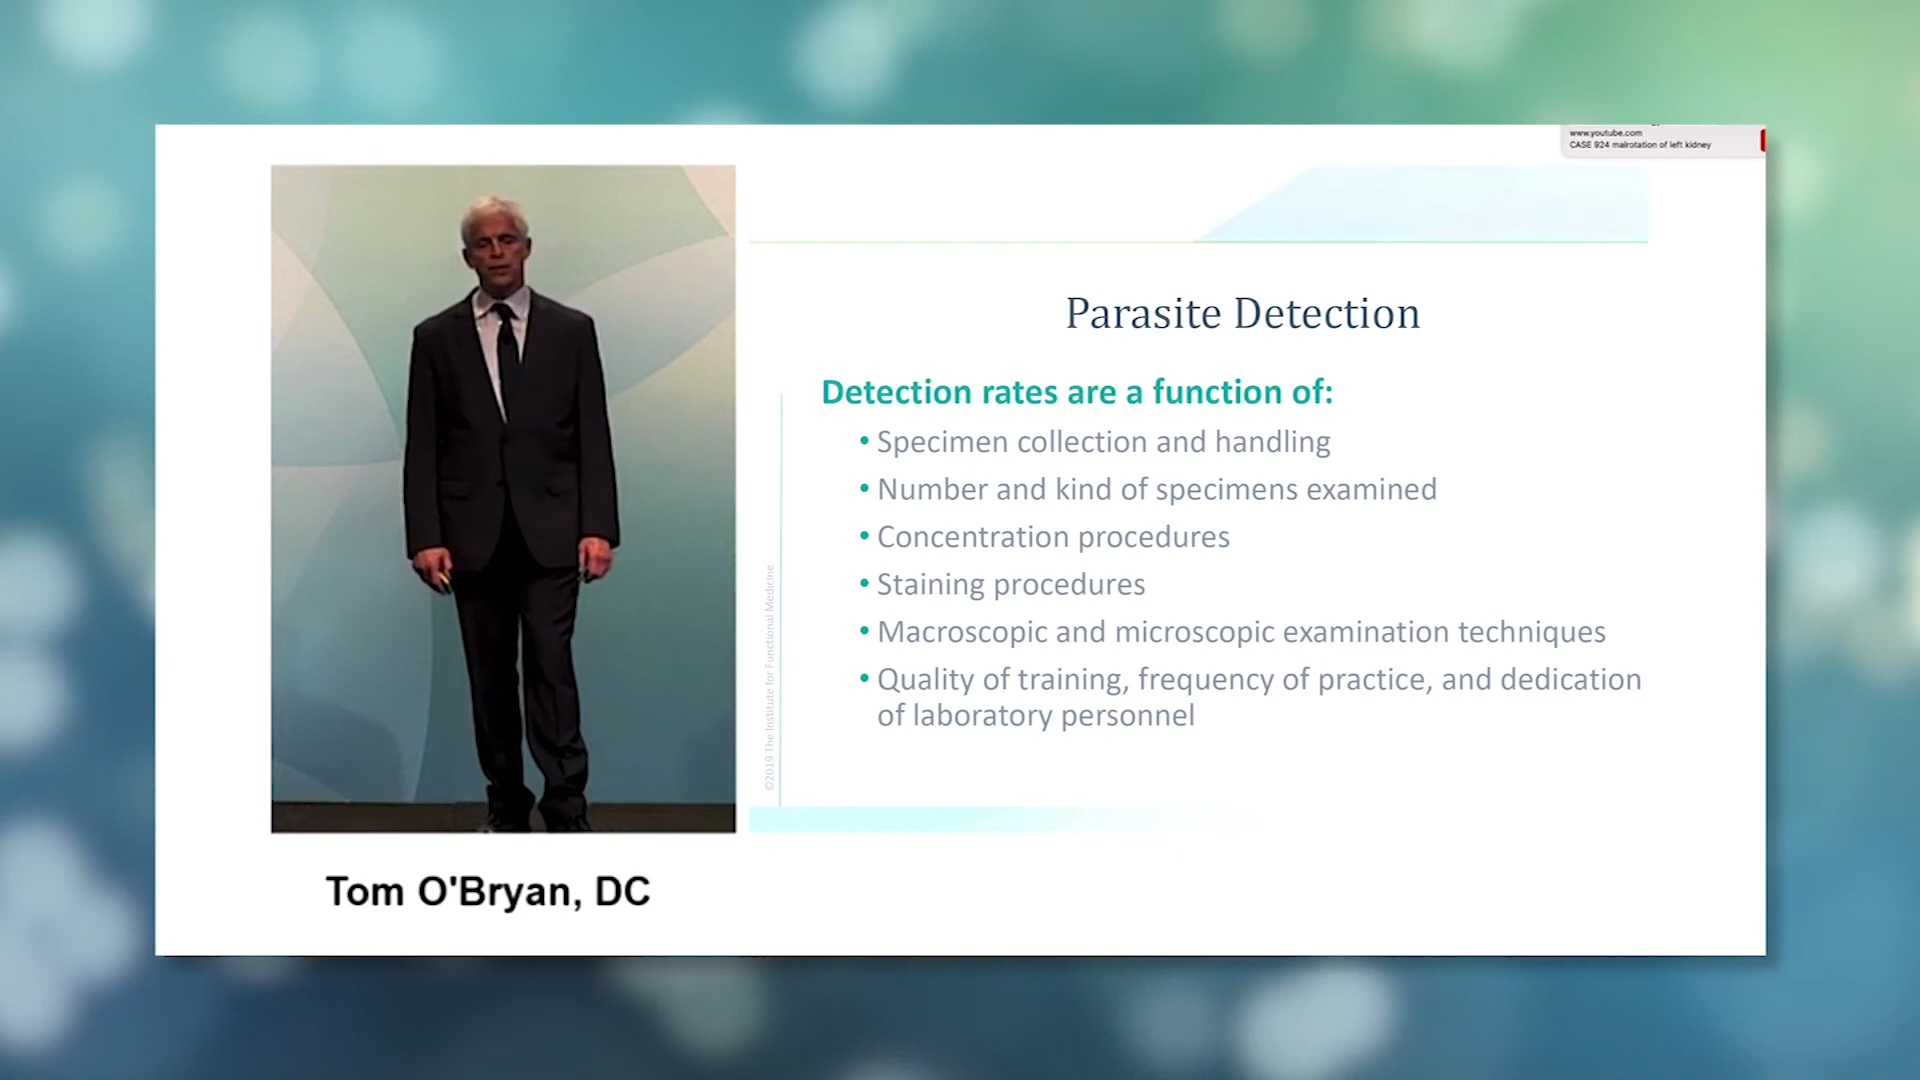 www.youtube.com
CASE 924 malrotation of left kidney
Parasite Detection
Detection rates are a function of:
• Specimen collection and handling
• Number and kind of specimens examined
• Concentration procedures
• Staining procedures
• Macroscopic and microscopic examination techniques
• Quality of training, frequency of practice, and dedication
of laboratory personnel
©2019 The Institute for Functional Medicine
Tom O'Bryan, DC